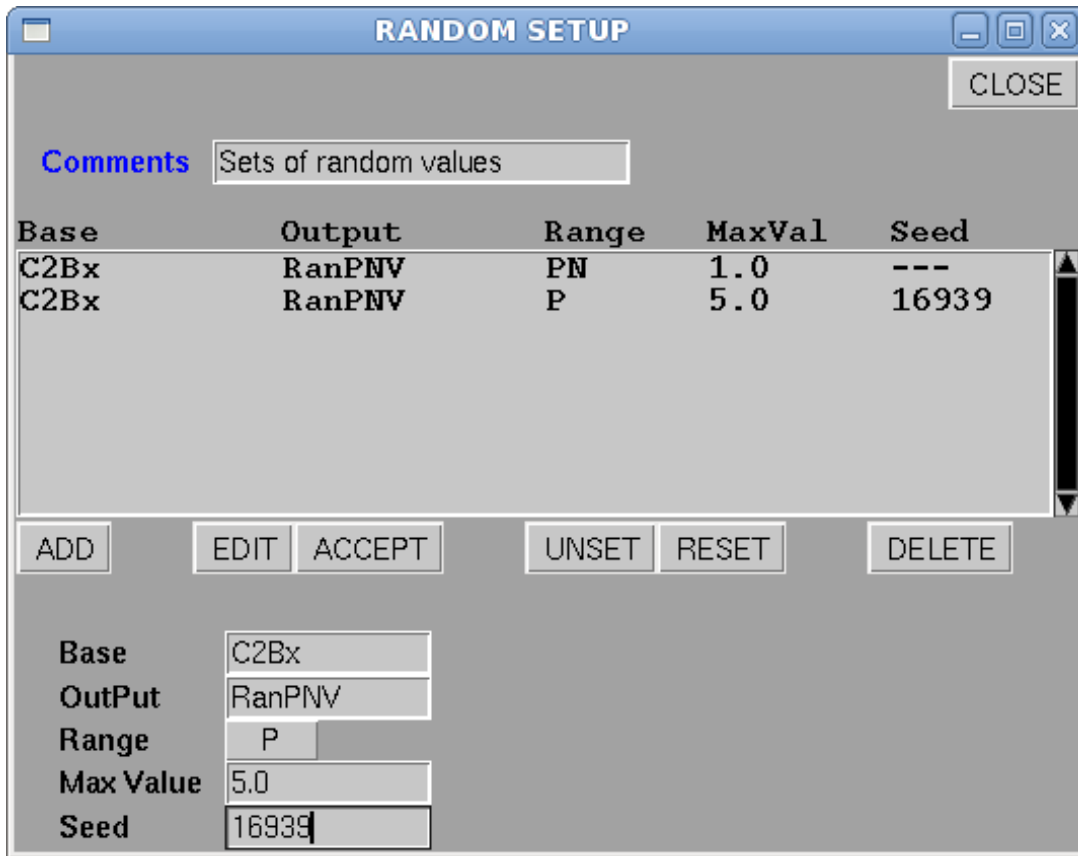 RANDOM SETUP
CLOSE
Comments Sets of random values
Base Output Range MaxVal Seed
C2Bx RanPNV PN 1.0 ---
C2Bx RanPNV P 5.0 16939
ADD EDIT ACCEPT UNSET RESET DELETE
Base C2Bx
OutPut RanPNV
Range P
Max Value 5.0
Seed 16939